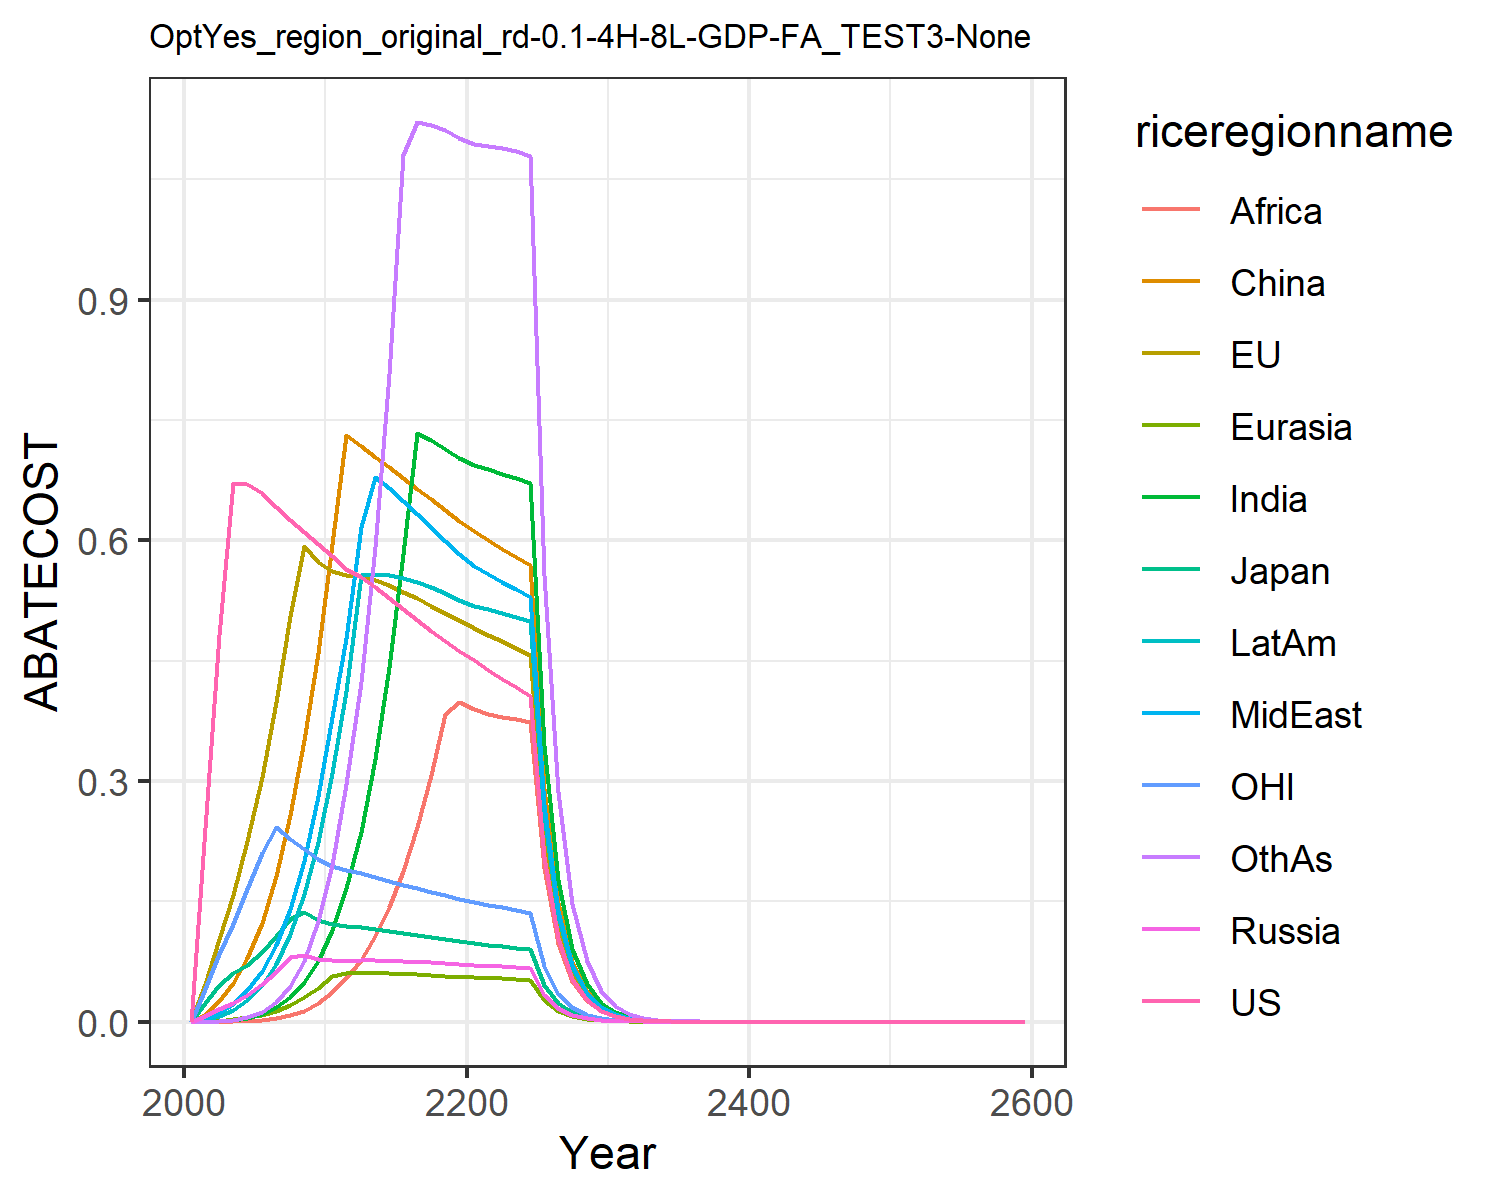 OptYes_region_original_rd-0.1-4H-8L-GDP-FA_TEST3-None
ABATECOST
0.9
0.6
0.3
0.0
2000
2200
2400
2600
Year
riceregionname
Africa
China
EU
Eurasia
India
Japan
LatAm
MidEast
OHI
OthAs
Russia
US